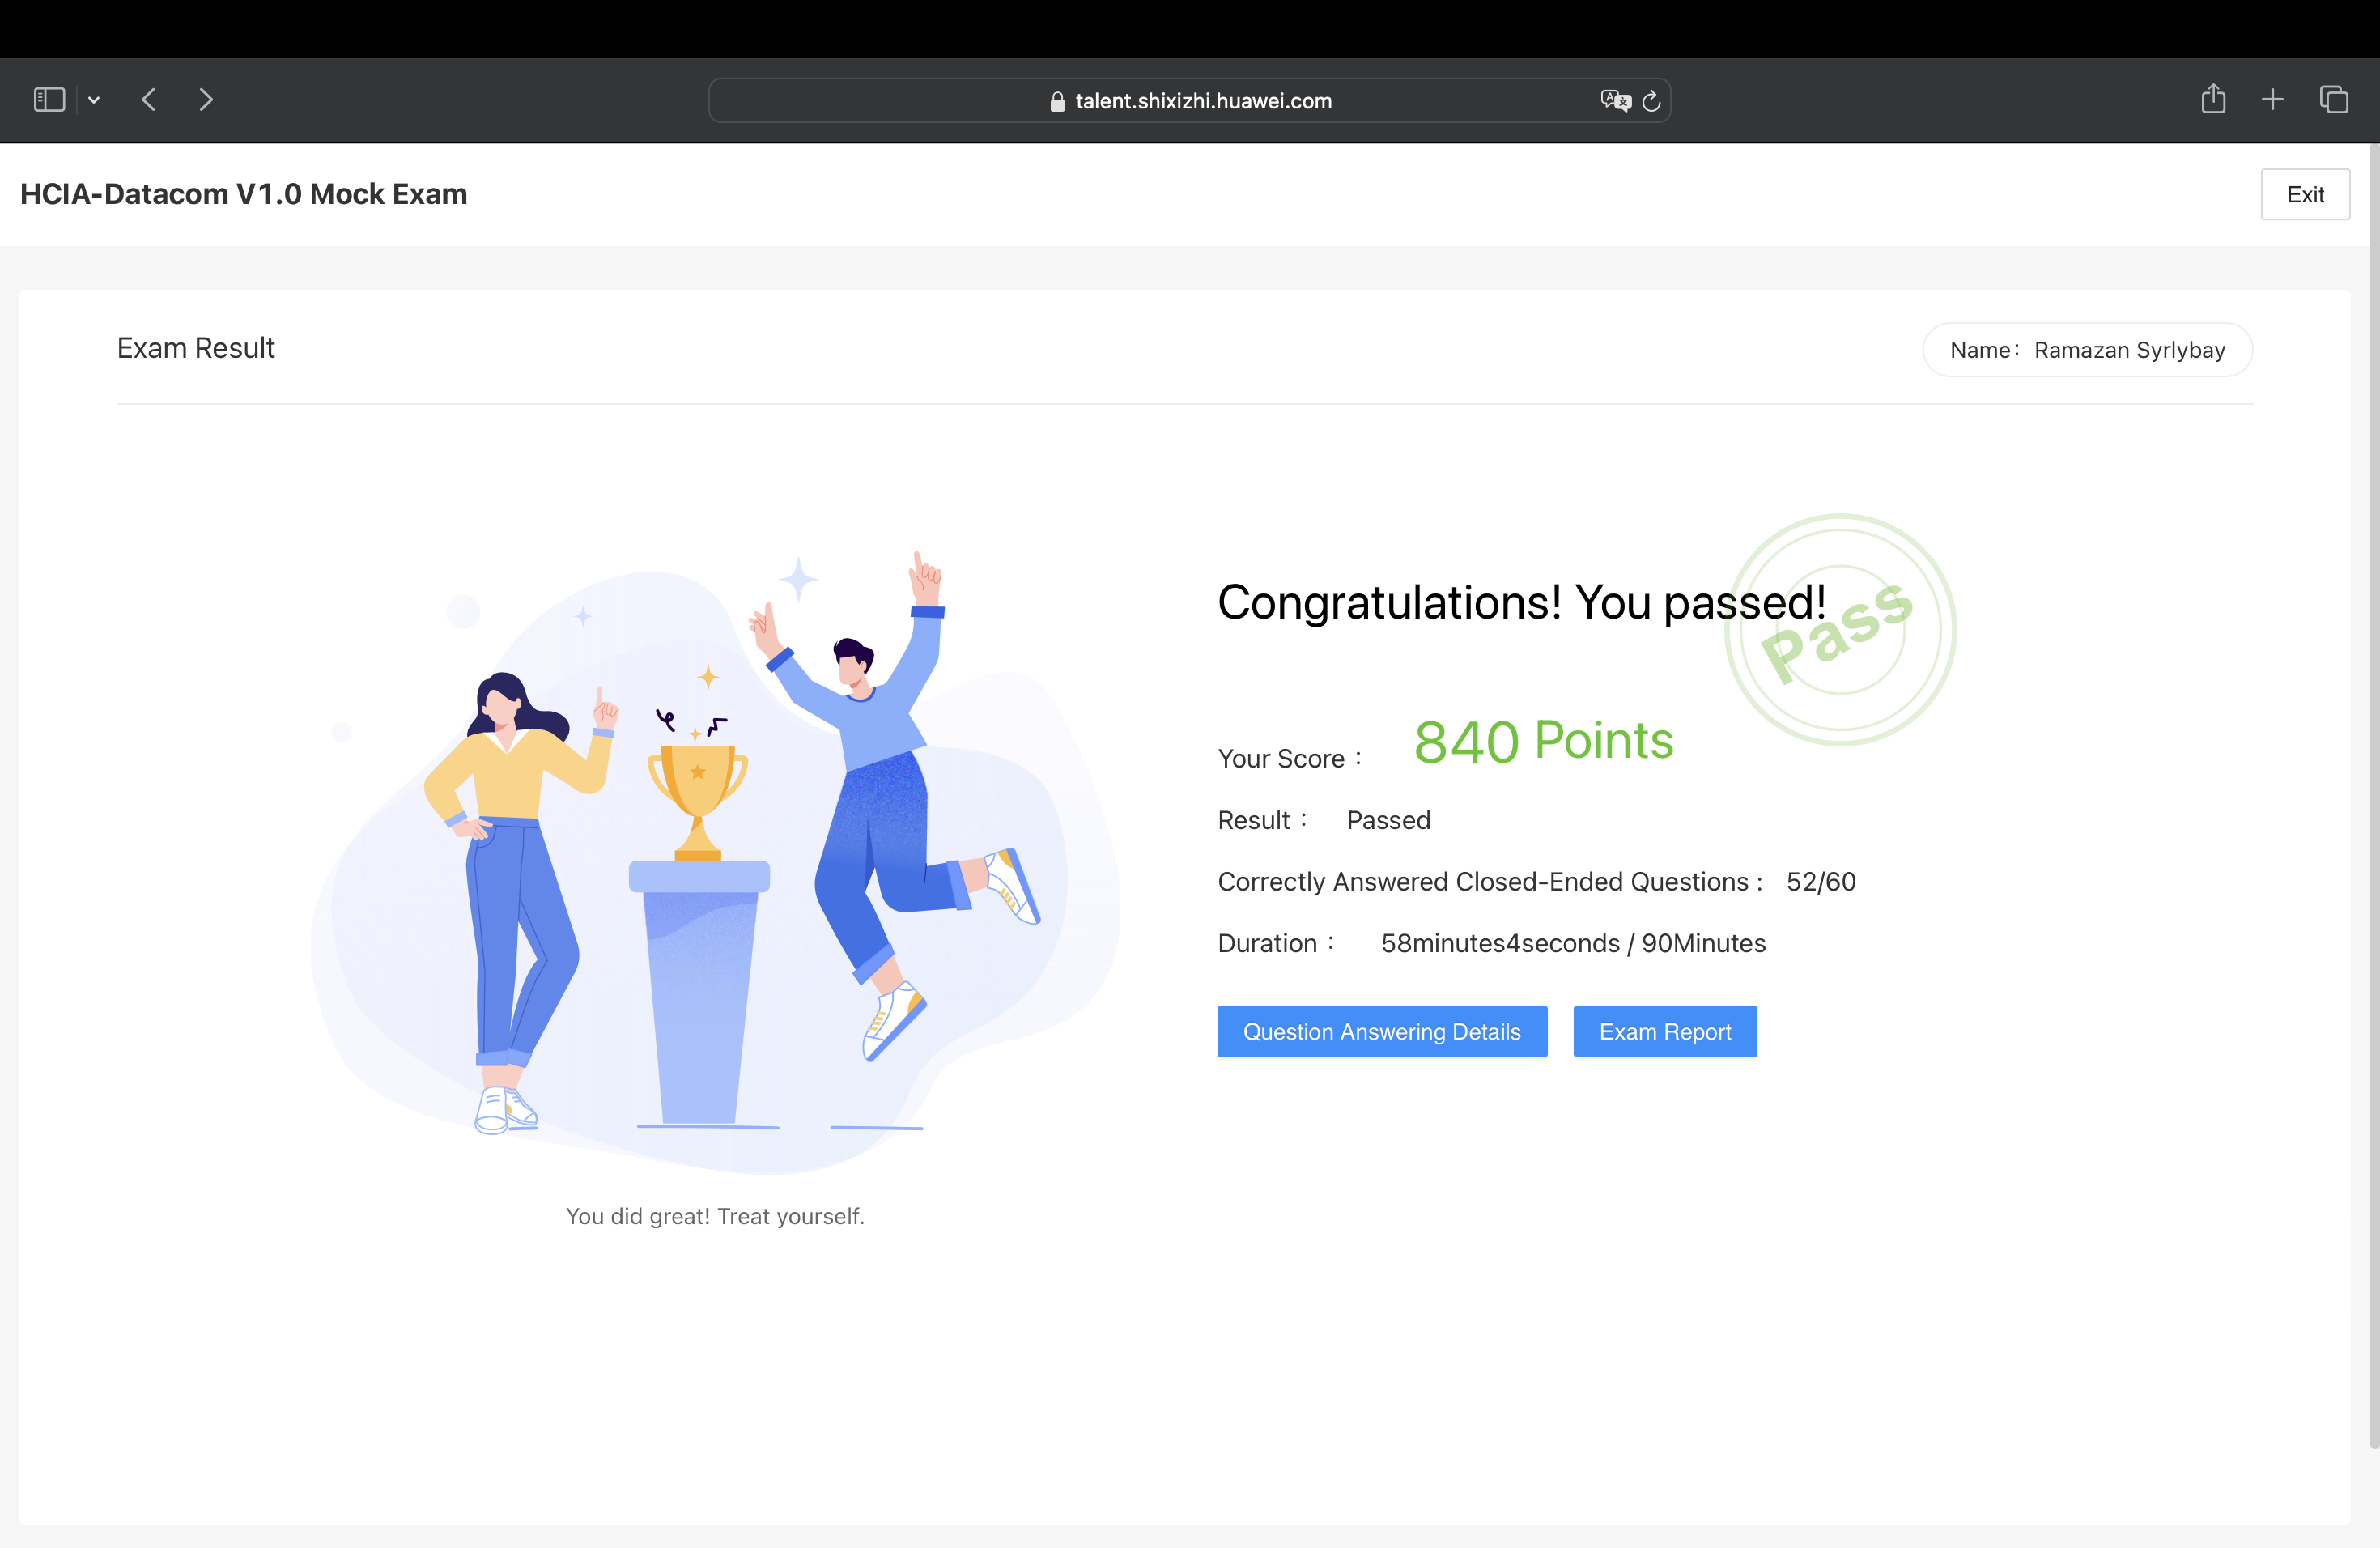 talent.shixizhi.huawei.com
HCIA-Datacom V1.0 Mock Exam
Exit
Exam Result
Name： Ramazan Syrlybay
Congratulations! You passed!
Pass
Your Score： 840 Points
Result： Passed
Correctly Answered Closed-Ended Questions： 52/60
Duration： 58minutes4seconds / 90Minutes
Question Answering Details
Exam Report
You did great! Treat yourself.